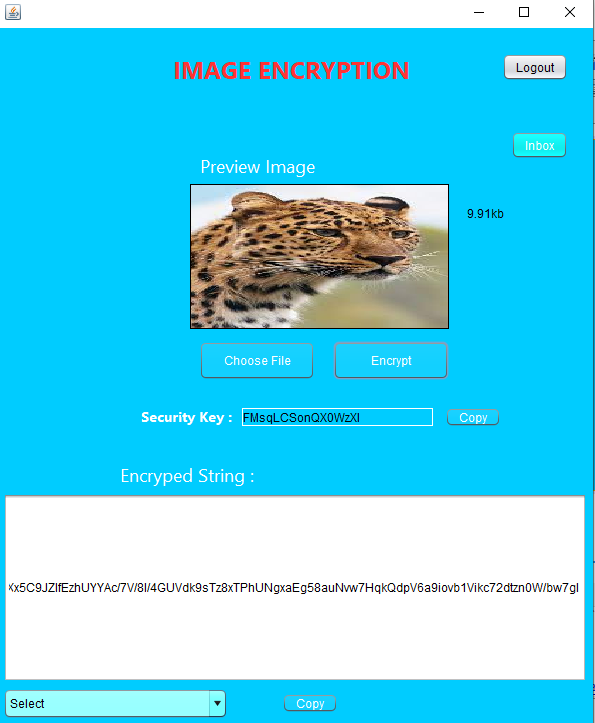 IMAGE ENCRYPTION
Logout
Inbox
Preview Image
9.91kb
Choose File
Encrypt
Security Key :
FMsqLCSonQX0WzXl
Copy
Encryped String :
Xx5C9JZIfEzhUYYAc/7V/8I/4GUVdk9sTz8xTPhUNgxaEg58auNvw7HqkQdpV6a9iovb1Vikc72dtzn0W/bw7gl
Select
Copy